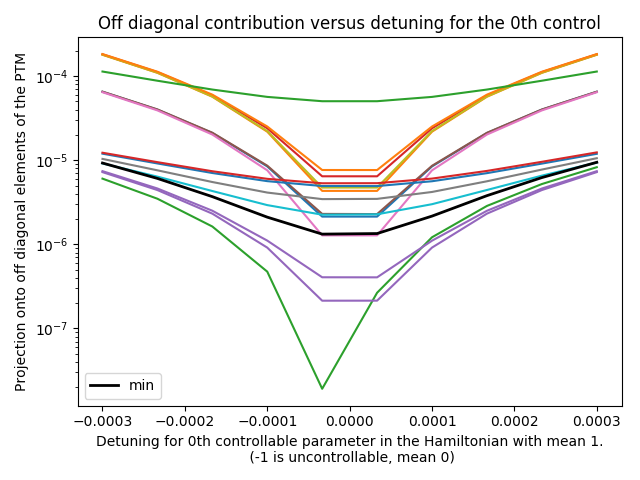 Off diagonal contribution versus detuning for the 0th control
Projection onto off diagonal elements of the PTM
10⁻⁴
10⁻⁵
10⁻⁶
10⁻⁷
min
−0.0003 −0.0002 −0.0001 0.0000 0.0001 0.0002 0.0003
Detuning for 0th controllable parameter in the Hamiltonian with mean 1.
(-1 is uncontrollable, mean 0)